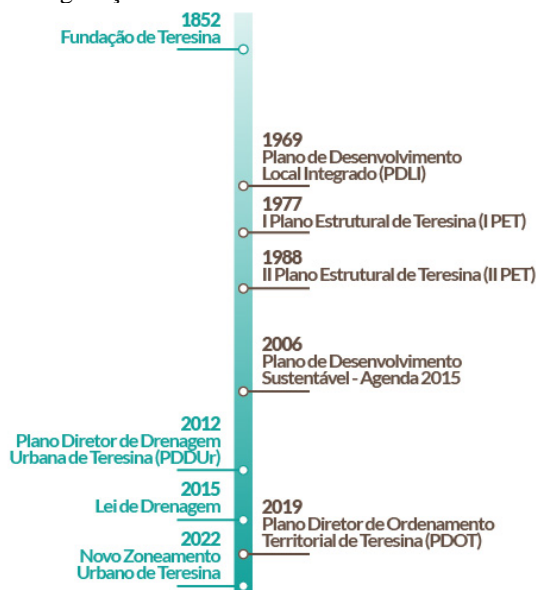 1852
Fundação de Teresina
1969
Plano de Desenvolvimento
Local Integrado (PDLI)
1977
I Plano Estrutural de Teresina (I PET)
1988
II Plano Estrutural de Teresina (II PET)
2006
Plano de Desenvolvimento
Sustentável - Agenda 2015
2012
Plano Diretor de Drenagem
Urbana de Teresina (PDDUr)
2015
Lei de Drenagem
2019
Plano Diretor de Ordenamento
Territorial de Teresina (PDOT)
2022
Novo Zoneamento
Urbano de Teresina